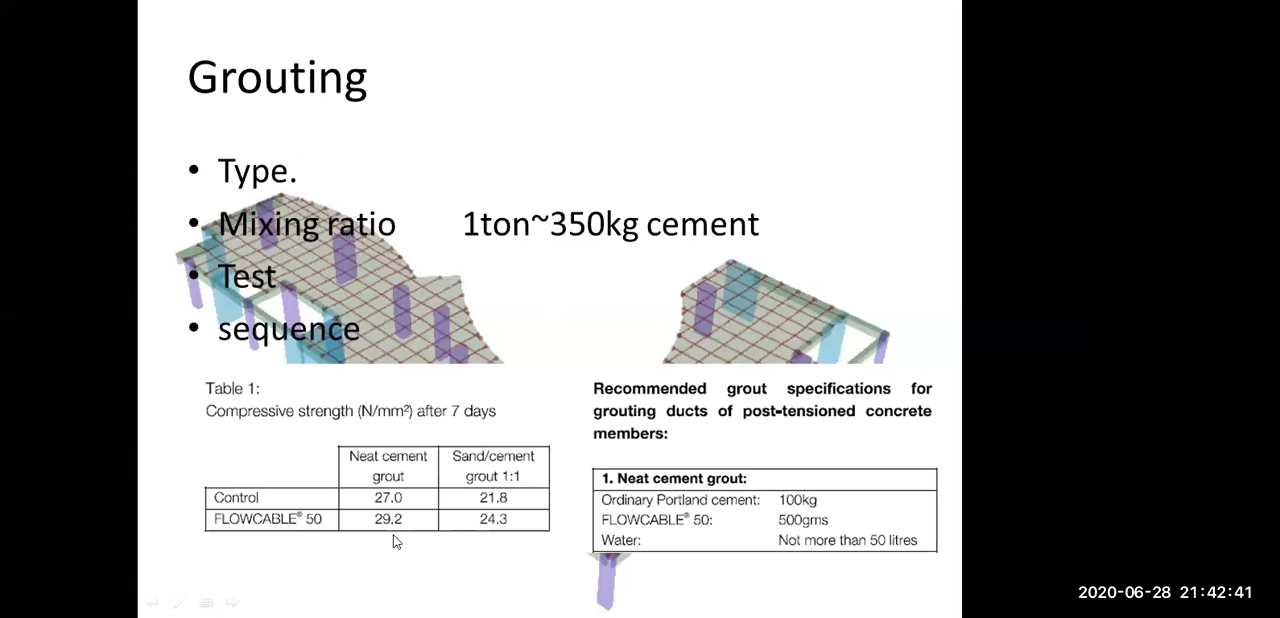 Grouting
• Type.
• Mixing ratio 1ton~350kg cement
• Test
• sequence
Table 1:
Compressive strength (N/mm²) after 7 days
Neat cement grout Sand/cement grout 1:1
Control 27.0 21.8
FLOWCABLE® 50 29.2 24.3
Recommended grout specifications for
grouting ducts of post-tensioned concrete
members:
1. Neat cement grout:
Ordinary Portland cement: 100kg
FLOWCABLE® 50: 500gms
Water: Not more than 50 litres
2020-06-28 21:42:41